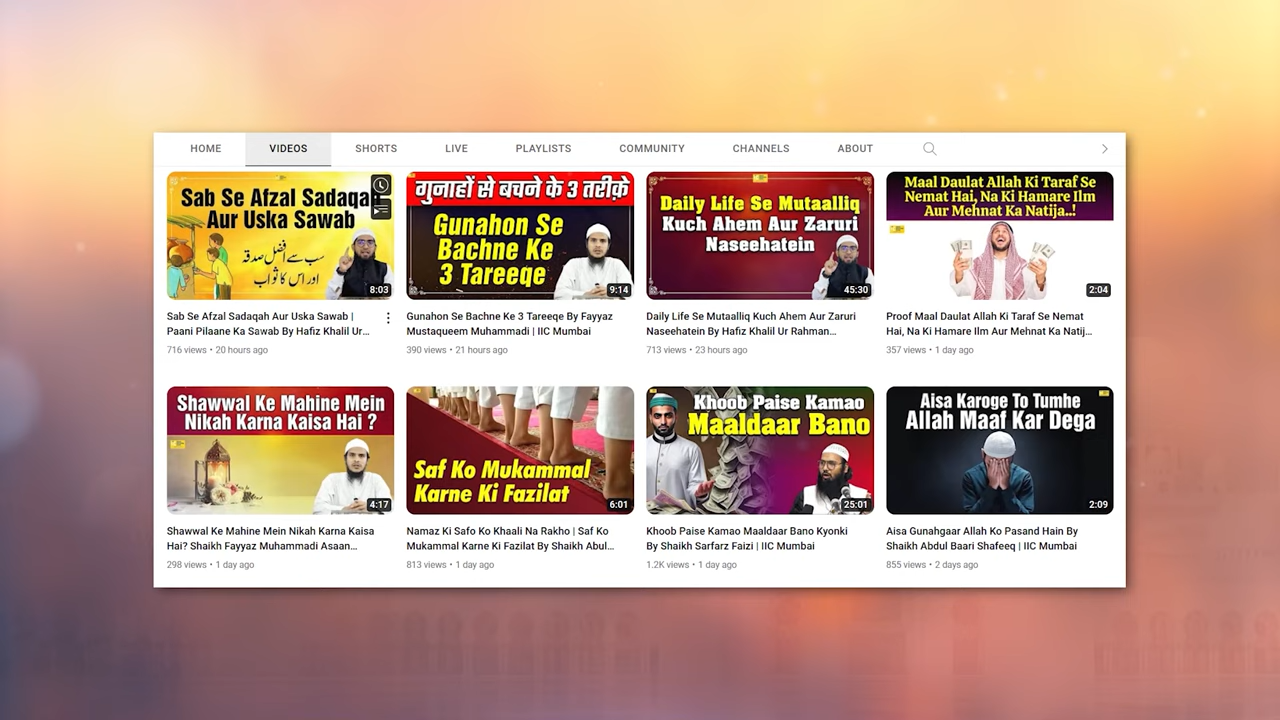 HOME VIDEOS SHORTS LIVE PLAYLISTS COMMUNITY CHANNELS ABOUT
Sab Se Afzal Sadaqah
Aur Uska Sawab
سب سے افضل صدقہ
اور اس کا ثواب
8:03
Sab Se Afzal Sadaqah Aur Uska Sawab |
Paani Pilaane Ka Sawab By Hafiz Khalil Ur...
716 views • 20 hours ago
गुनाहों से बचने के 3 तरीक़े
Gunahon Se
Bachne Ke
3 Tareeqe
9:14
Gunahon Se Bachne Ke 3 Tareeqe By Fayyaz
Mustaqueem Muhammadi | IIC Mumbai
390 views • 21 hours ago
Daily Life Se Mutaalliq
Kuch Ahem Aur Zaruri
Naseehatein
45:30
Daily Life Se Mutaalliq Kuch Ahem Aur Zaruri
Naseehatein By Hafiz Khalil Ur Rahman...
713 views • 23 hours ago
Maal Daulat Allah Ki Taraf Se
Nemat Hai, Na Ki Hamare Ilm
Aur Mehnat Ka Natija..!
2:04
Proof Maal Daulat Allah Ki Taraf Se Nemat
Hai, Na Ki Hamare Ilm Aur Mehnat Ka Natij...
357 views • 1 day ago
Shawwal Ke Mahine Mein
Nikah Karna Kaisa Hai ?
4:17
Shawwal Ke Mahine Mein Nikah Karna Kaisa
Hai? Shaikh Fayyaz Muhammadi Asaan...
298 views • 1 day ago
Saf Ko Mukammal
Karne Ki Fazilat
6:01
Namaz Ki Safo Ko Khaali Na Rakho | Saf Ko
Mukammal Karne Ki Fazilat By Shaikh Abul...
813 views • 1 day ago
Khoob Paise Kamao
Maaldaar Bano
25:01
Khoob Paise Kamao Maaldaar Bano Kyonki
By Shaikh Sarfarz Faizi | IIC Mumbai
1.2K views • 1 day ago
Aisa Karoge To Tumhe
Allah Maaf Kar Dega
2:09
Aisa Gunahgaar Allah Ko Pasand Hain By
Shaikh Abdul Baari Shafeeq | IIC Mumbai
855 views • 2 days ago